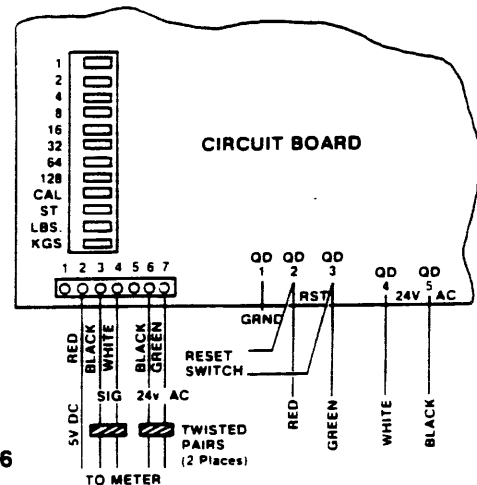 1
2
4
8
16
32
64
128
CAL
ST
LBS.
KGS
CIRCUIT BOARD
1 2 3 4 5 6 7
QD 1
QD 2
QD 3
QD 4
QD 5
RST
24V AC
GRND
RESET SWITCH
RED
BLACK
WHITE
BLACK
GREEN
5V DC
SIG
24v AC
TWISTED
PAIRS
(2 Places)
TO METER
RED
GREEN
WHITE
BLACK
6